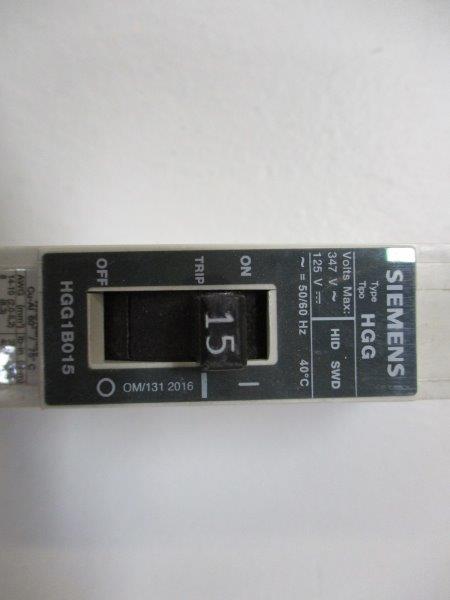 SIEMENS
Type
Tipo
HGG
Volts Max:
347 V ~
125 V ⎓
~ = 50/60 Hz
HID SWD
40°C
ON
TRIP
OFF
15
OM/131 2016
HGG1B015